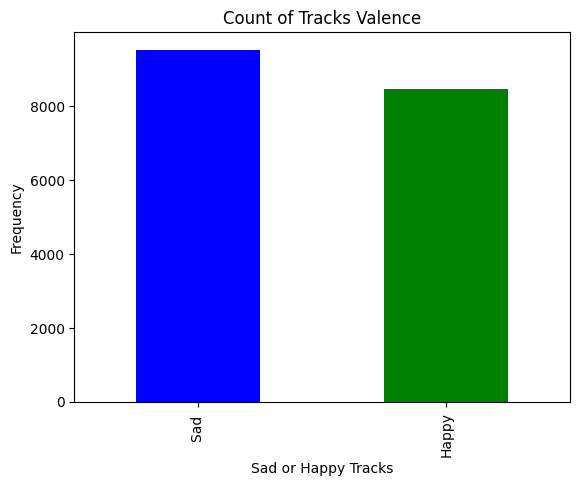 Count of Tracks Valence
8000
6000
4000
2000
0
Frequency
Sad
Happy
Sad or Happy Tracks